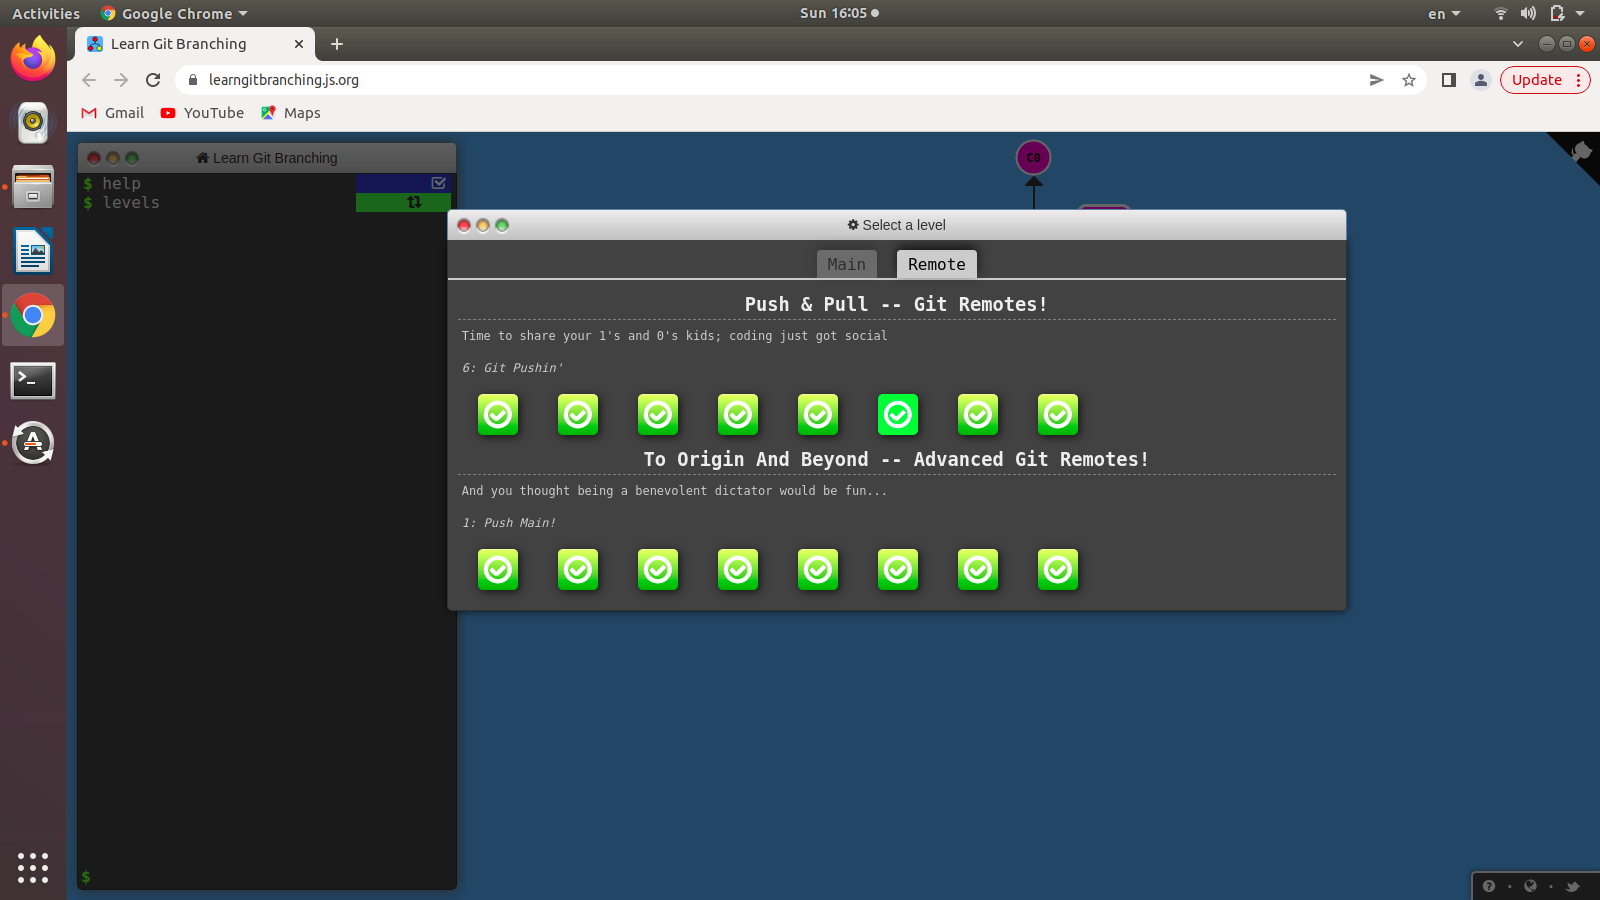 Activities
Google Chrome
Sun 16:05
en
Learn Git Branching
learngitbranching.js.org
Update
Gmail
YouTube
Maps
Learn Git Branching
$ help
$ levels
$
C0
Select a level
Main
Remote
Push & Pull -- Git Remotes!
Time to share your 1's and 0's kids; coding just got social
6: Git Pushin'
To Origin And Beyond -- Advanced Git Remotes!
And you thought being a benevolent dictator would be fun...
1: Push Main!